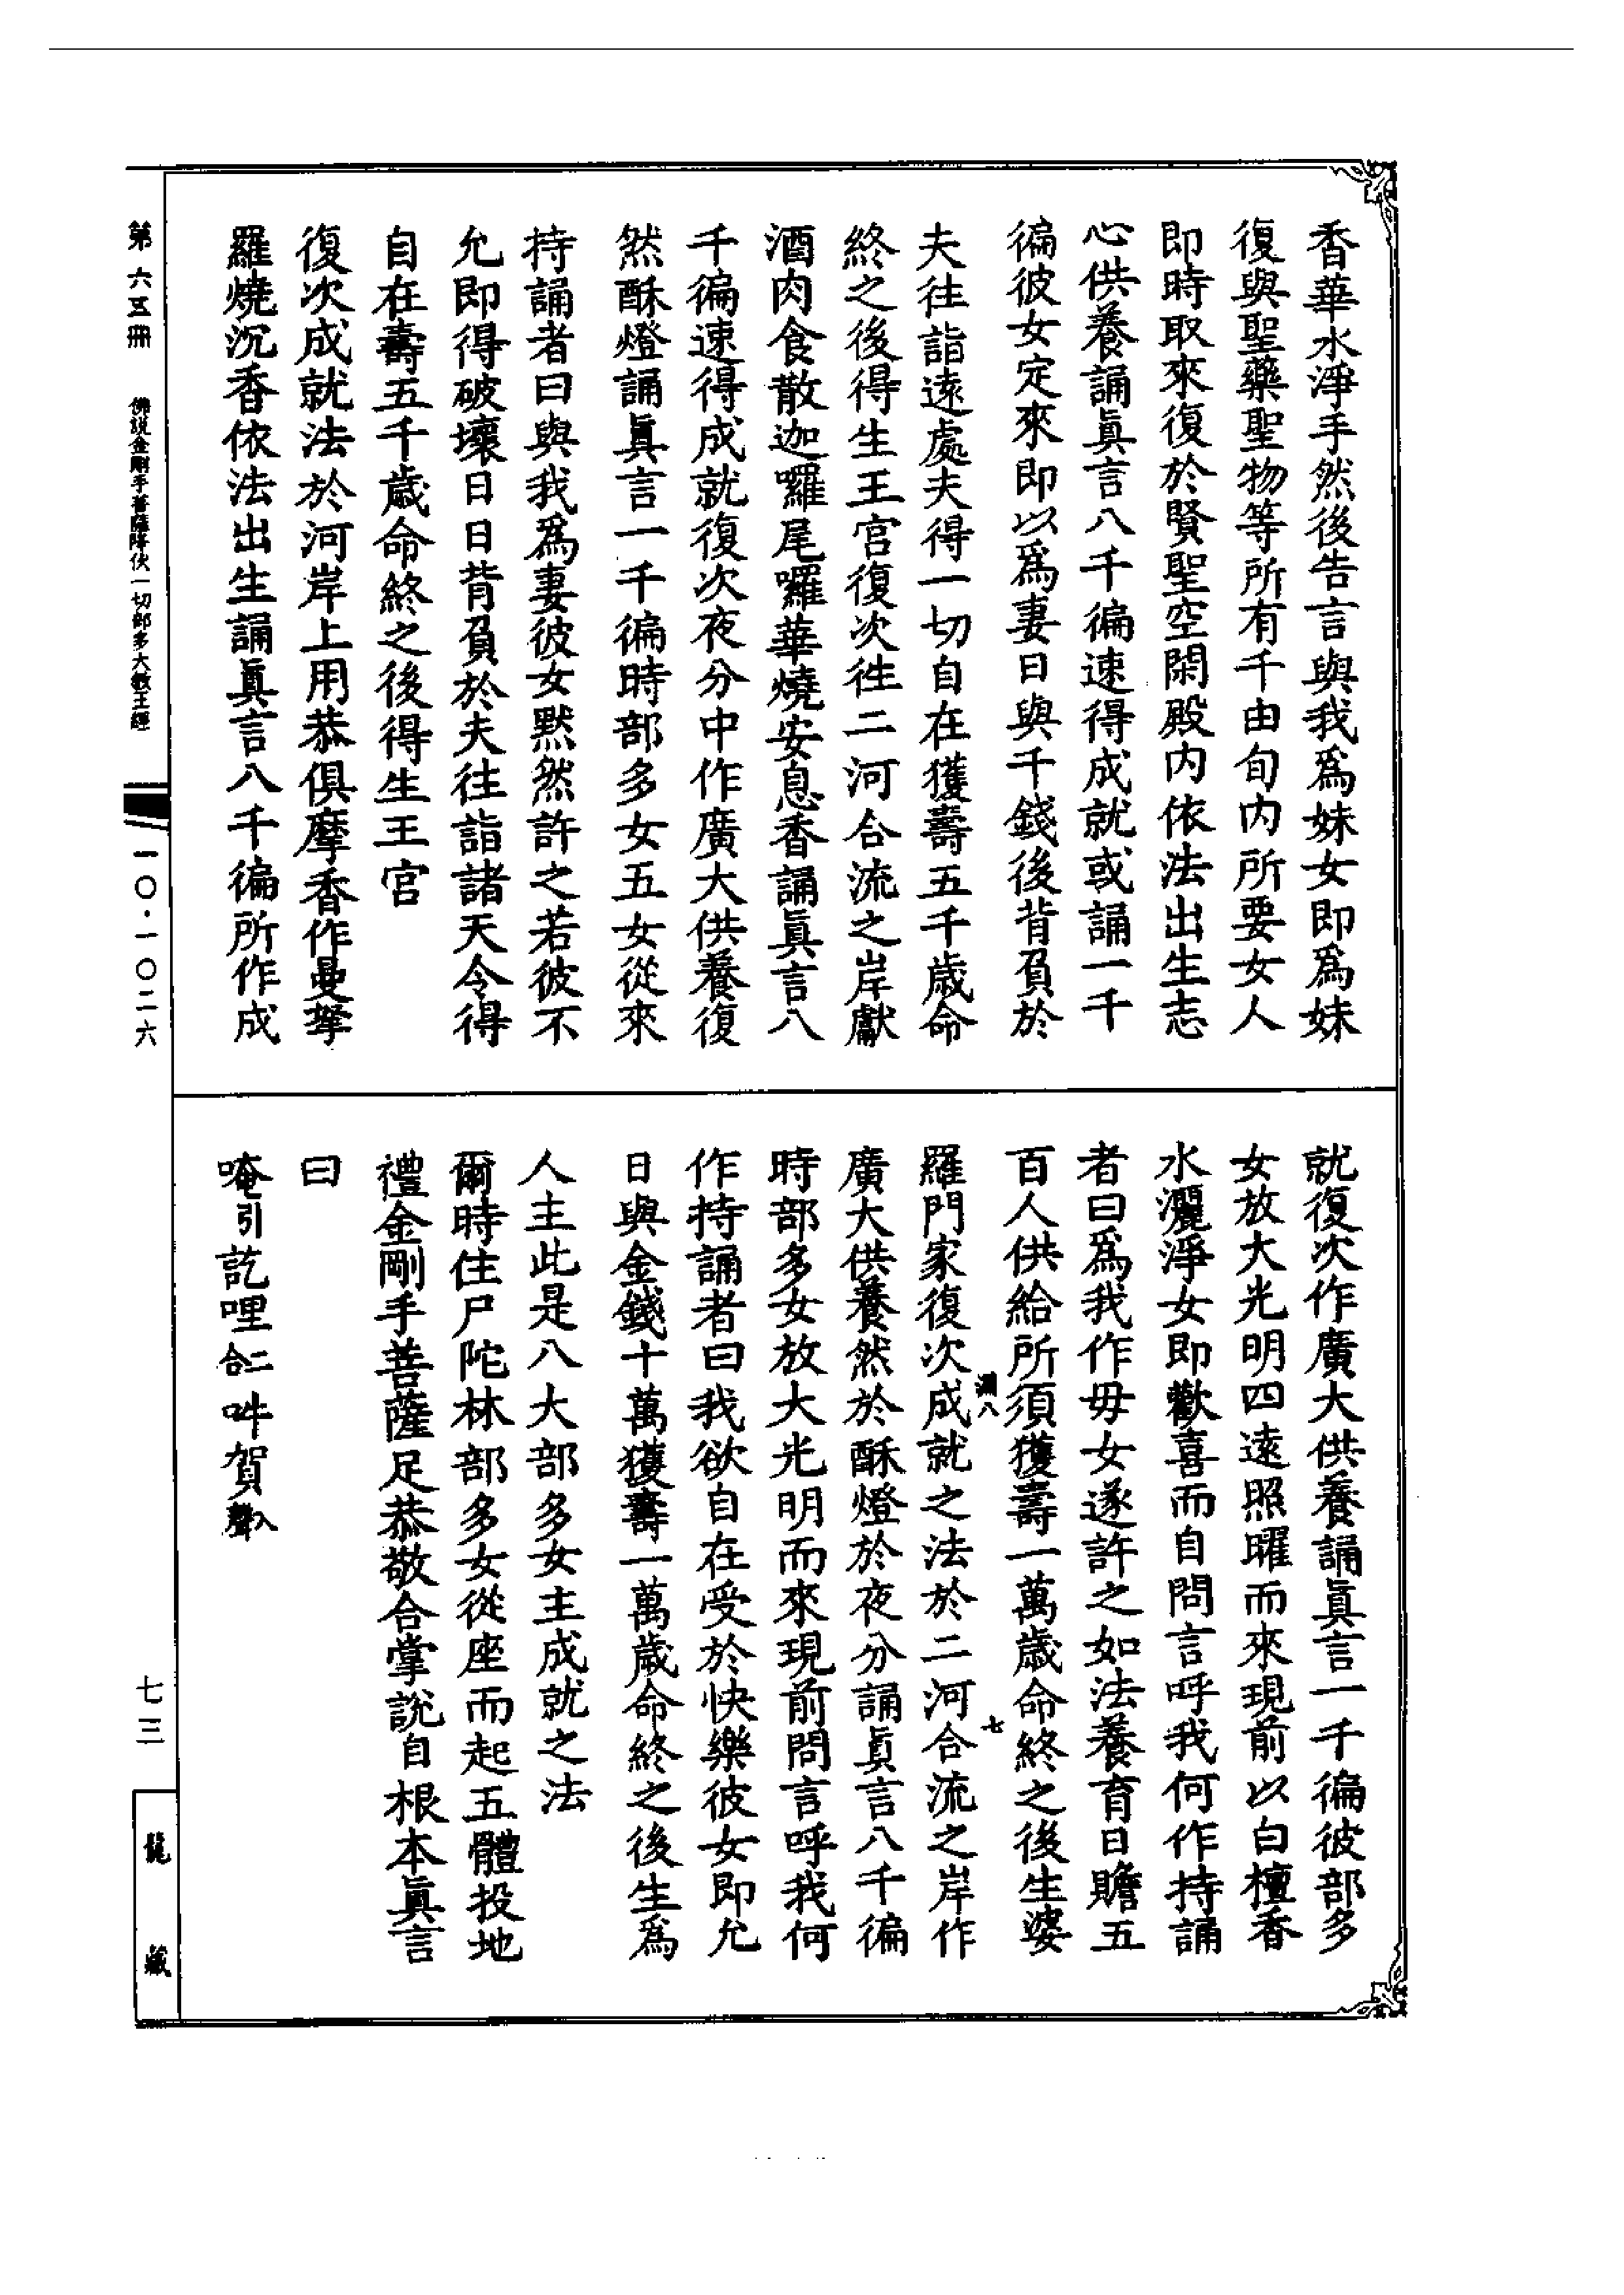 香華水淨手然後告言與我爲妹女即爲妹
復與聖藥聖物等所有千由旬内所要女人
即時取來復於賢聖空閑殿内依法出生志
心供養誦眞言八千徧速得成就或誦一千
徧彼女定來即以爲妻日與千錢後背負於
夫往詣遠處夫得一切自在獲壽五千歳命
終之後得生王宫復次徃二河合流之岸獻
酒肉食散迦囉尾囉華燒安息香誦眞言八
千徧速得成就復次夜分中作廣大供養復
然酥燈誦眞言一千徧時部多女五女從來
持誦者曰與我爲妻彼女默然許之若彼不
允即得破壞日日背負於夫往詣諸天令得
自在壽五千歳命終之後得生王宫
復次成就法於河岸上用恭俱摩香作曼拏
羅燒沉香依法出生誦眞言八千徧所作成
就復次作廣大供養誦眞言一千徧彼部多
女放大光明四遠照曜而來現前以白檀香
水灑淨女即歡喜而自問言呼我何作持誦
者曰爲我作毋女遂許之如法養育日贍五
百人供給所須獲壽一萬歳命終之後生婆
羅門家復次成就之法於二河合流之岸作
廣大供養然於酥燈於夜分誦眞言八千徧
時部多女放大光明而來現前問言呼我何
作持誦者曰我欲自在受於快樂彼女即允
日與金錢十萬獲壽一萬歳命終之後生爲
人主此是八大部多女主成就之法
爾時住尸陀林部多女從座而起五體投地
禮金剛手菩薩足恭敬合掌說自根本眞言
曰
唵引訖哩二合吽賀入聲
八
七
第六五冊
佛説金剛手菩薩降伏一切部多大教王經
一〇·一〇二六
七三
龍藏